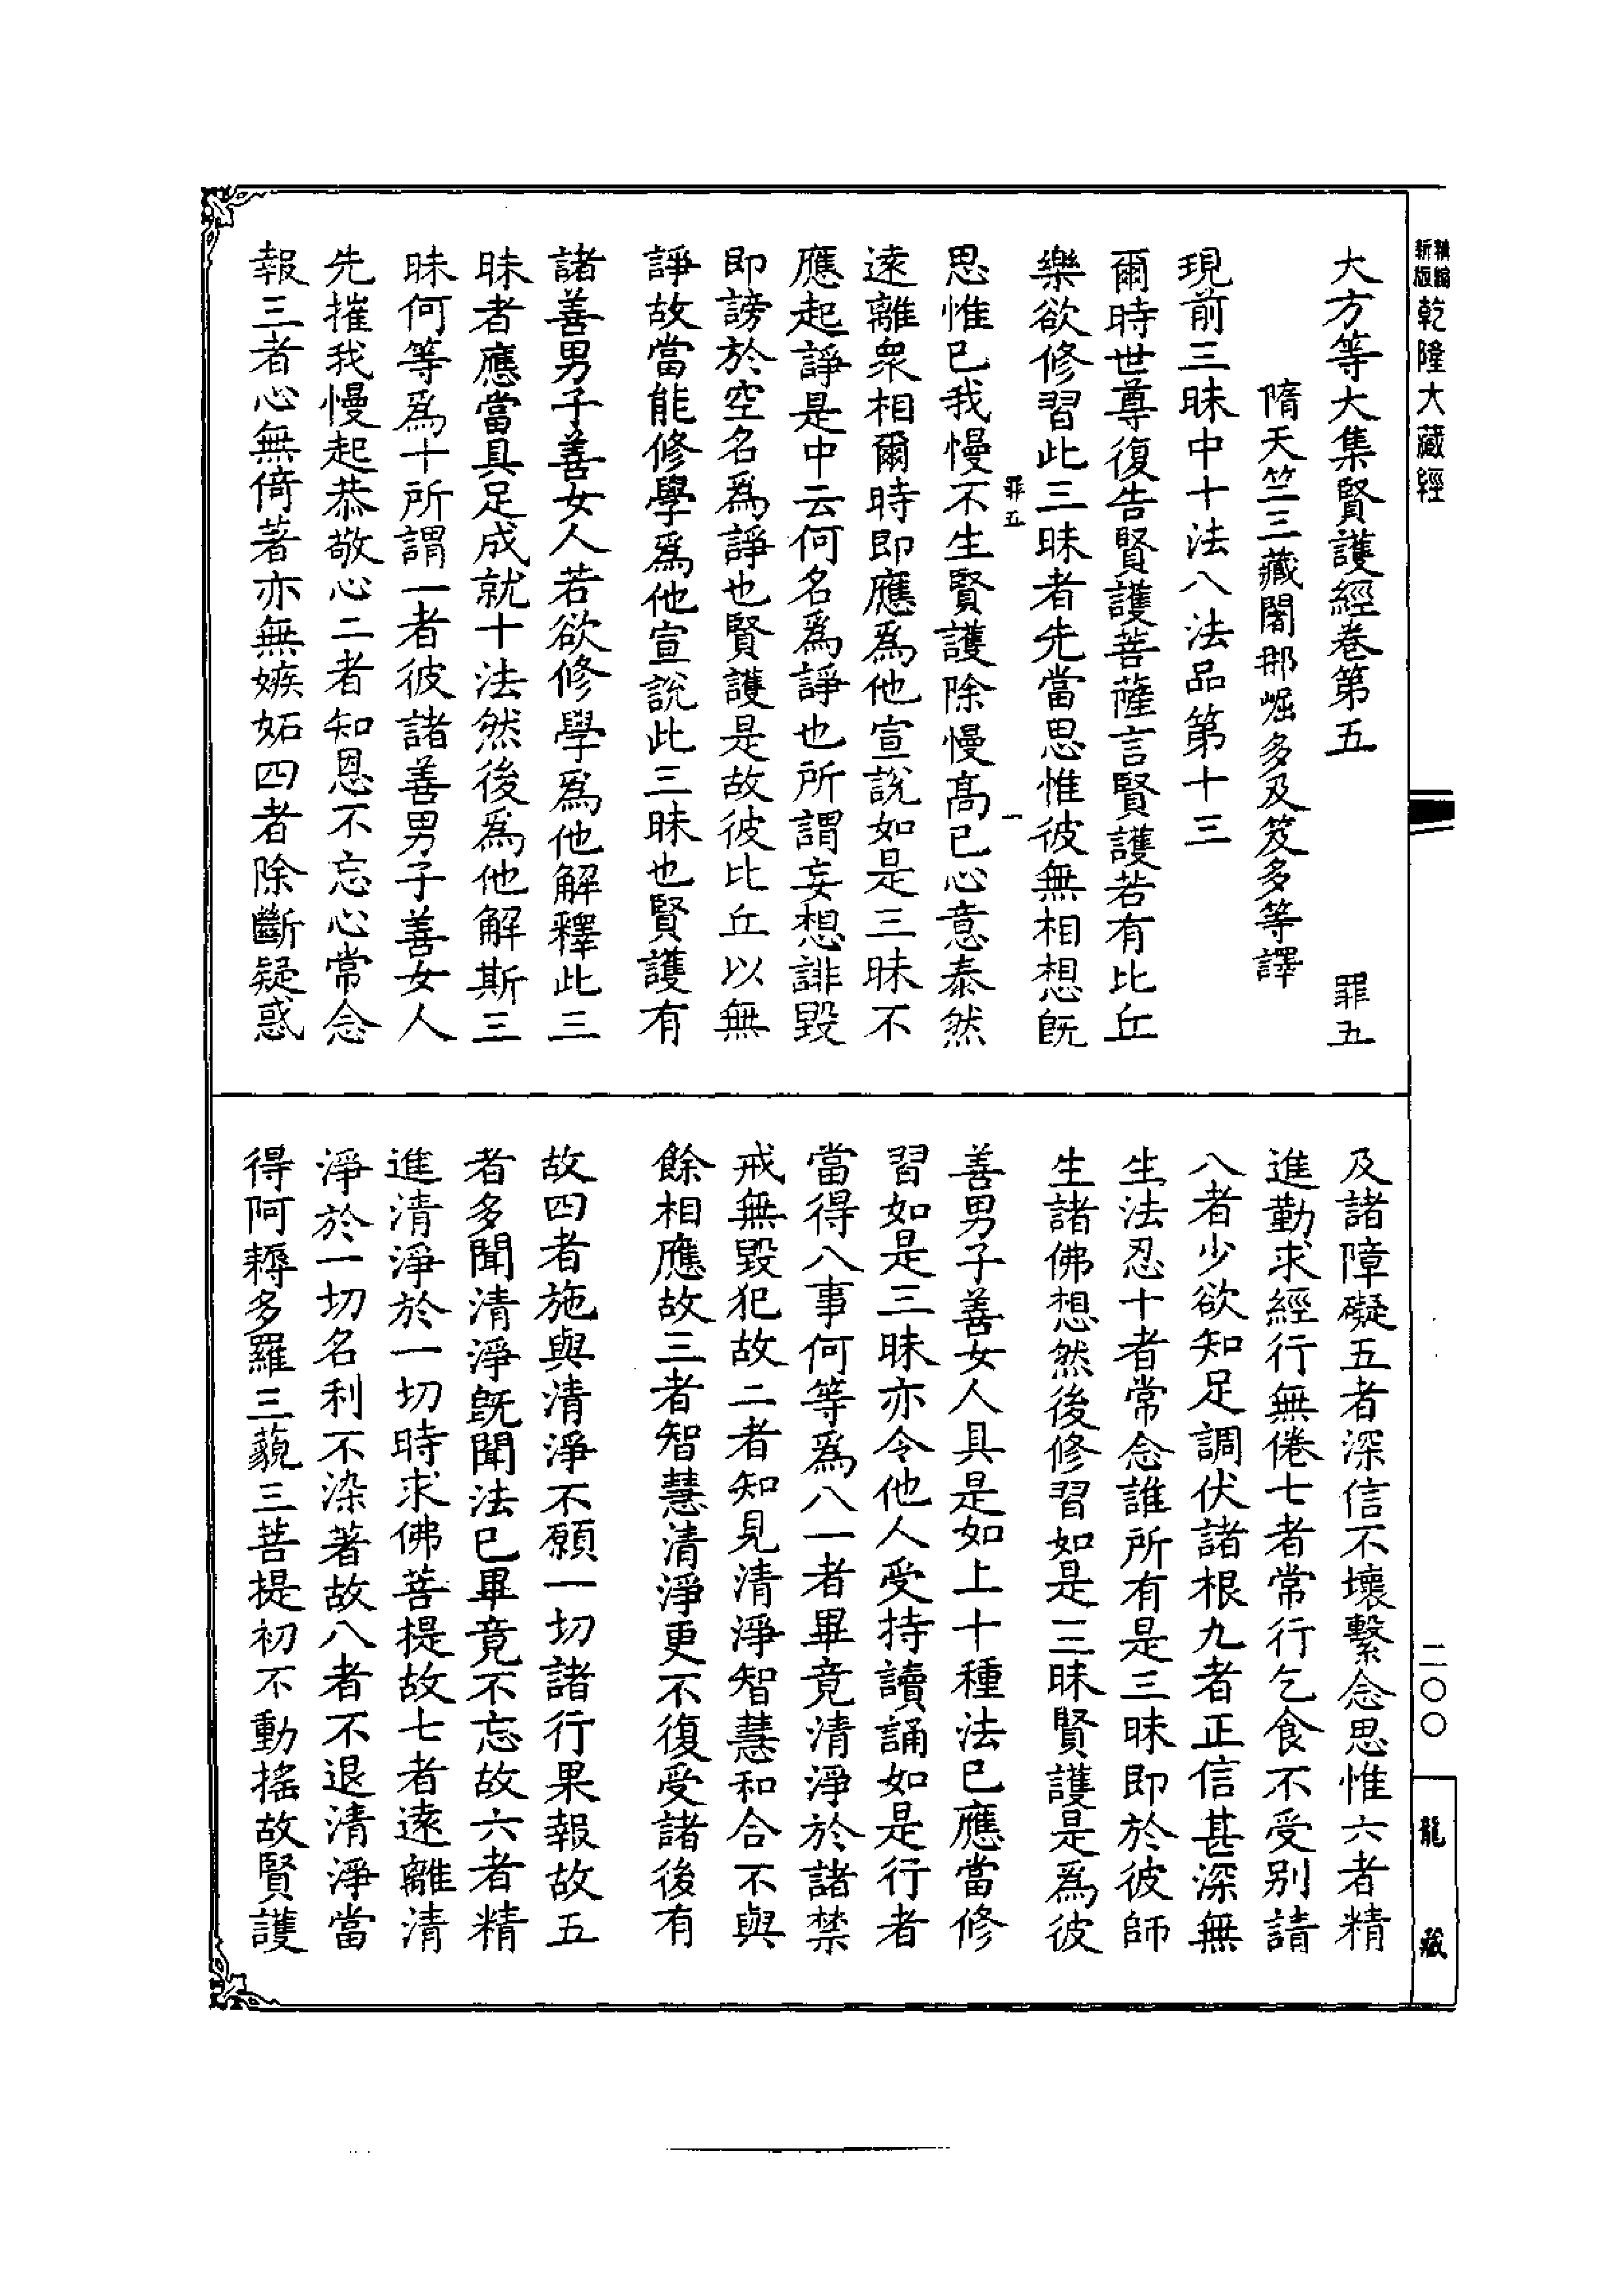 精縮
新版
乾隆大藏經
大方等大集賢護經卷第五 罪五
隋天竺三藏闍那崛多及笈多等譯
現前三昧中十法八法品第十三
爾時世尊復告賢護菩薩言賢護若有比丘
樂欲修習此三昧者先當思惟彼無相想旣
罪五 一
思惟已我慢不生賢護除慢高已心意泰然
遠離衆相爾時即應爲他宣說如是三昧不
應起諍是中云何名爲諍也所謂妄想誹毀
即謗於空名爲諍也賢護是故彼比丘以無
諍故當能修學爲他宣說此三昧也賢護有
諸善男子善女人若欲修學爲他解釋此三
昧者應當具足成就十法然後爲他解斯三
昧何等爲十所謂一者彼諸善男子善女人
先摧我慢起恭敬心二者知恩不忘心常念
報三者心無倚著亦無嫉妬四者除斷疑惑
及諸障礙五者深信不壞繫念思惟六者精
進勤求經行無倦七者常行乞食不受別請
八者少欲知足調伏諸根九者正信甚深無
生法忍十者常念誰所有是三昧即於彼師
生諸佛想然後修習如是三昧賢護是爲彼
善男子善女人具是如上十種法已應當修
習如是三昧亦令他人受持讀誦如是行者
當得八事何等爲八一者畢竟清淨於諸禁
戒無毀犯故二者知見清淨智慧和合不與
餘相應故三者智慧清淨更不復受諸後有
故四者施與清淨不願一切諸行果報故五
者多聞清淨旣聞法已畢竟不忘故六者精
進清淨於一切時求佛菩提故七者遠離清
淨於一切名利不染著故八者不退清淨當
得阿耨多羅三藐三菩提初不動搖故賢護
二〇〇
龍藏